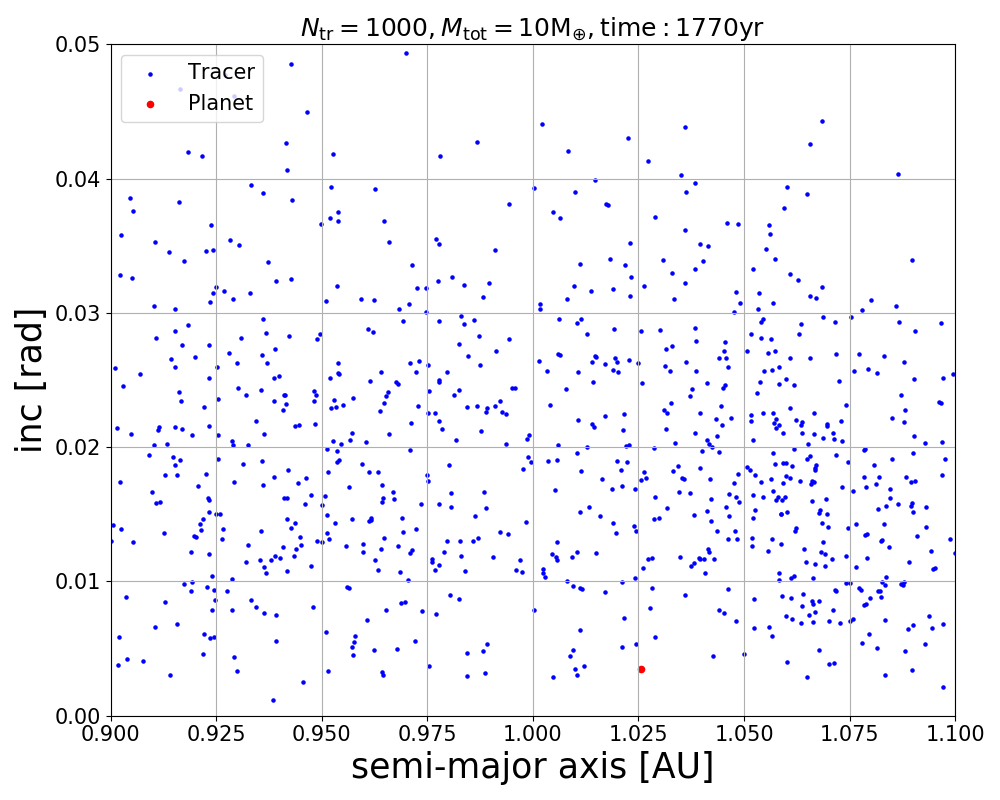 N_tr = 1000, M_tot = 10M_⊕, time : 1770yr
Tracer
Planet
inc [rad]
0.05
0.04
0.03
0.02
0.01
0.00
0.900 0.925 0.950 0.975 1.000 1.025 1.050 1.075 1.100
semi-major axis [AU]